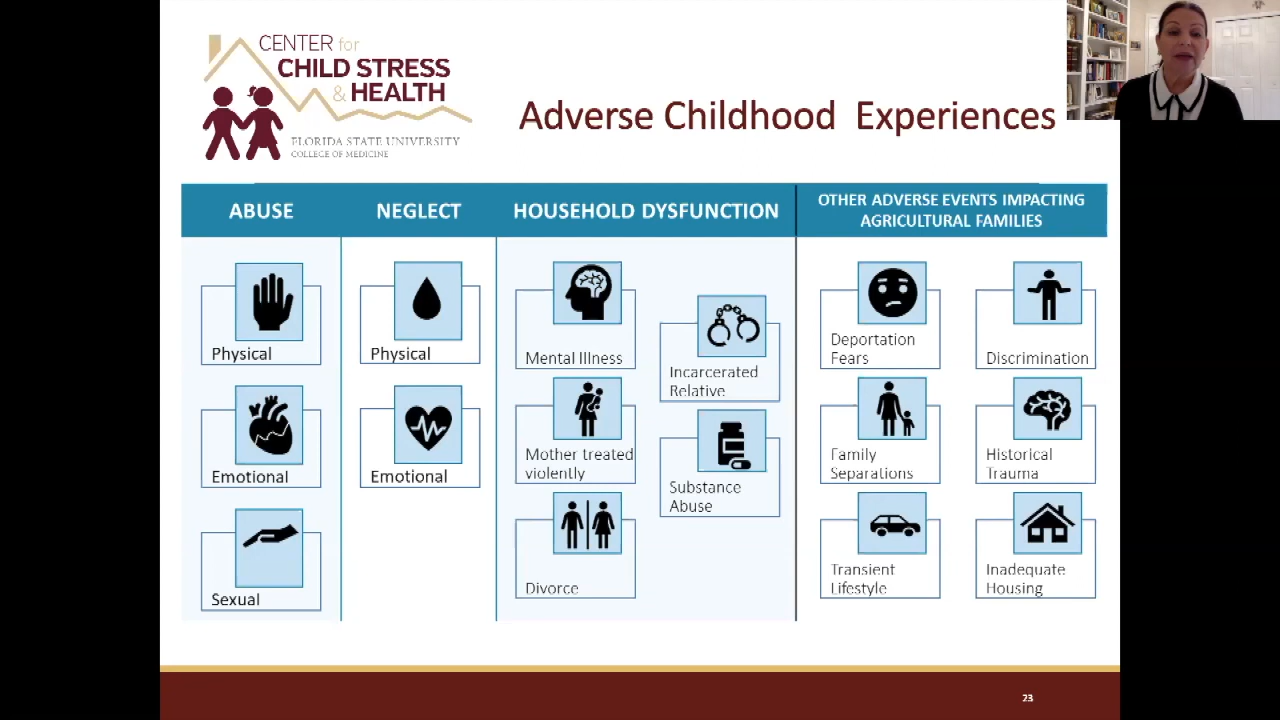 CENTER for
CHILD STRESS
& HEALTH
FLORIDA STATE UNIVERSITY
COLLEGE OF MEDICINE
Adverse Childhood Experiences
ABUSE
Physical
Emotional
Sexual
NEGLECT
Physical
Emotional
HOUSEHOLD DYSFUNCTION
Mental Illness
Mother treated
violently
Divorce
Incarcerated
Relative
Substance
Abuse
OTHER ADVERSE EVENTS IMPACTING
AGRICULTURAL FAMILIES
Deportation
Fears
Discrimination
Family
Separations
Historical
Trauma
Transient
Lifestyle
Inadequate
Housing
23